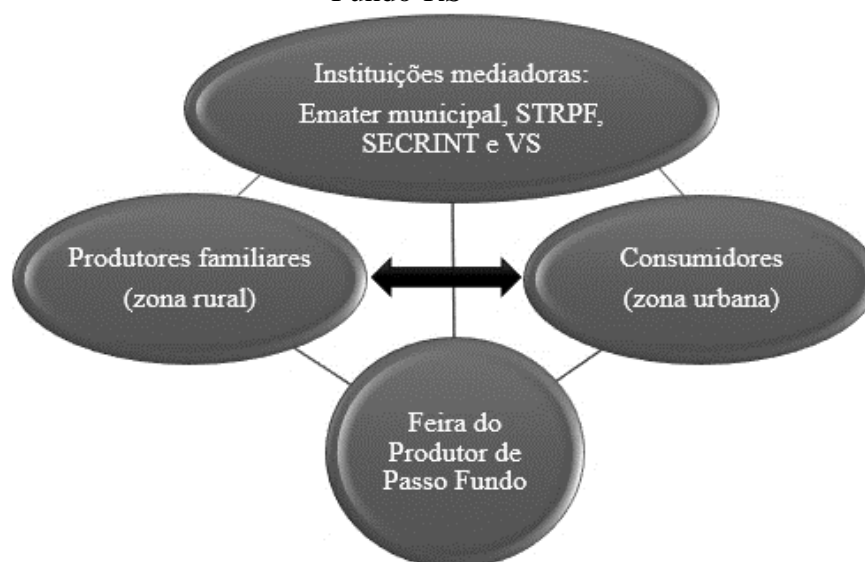 Fundo-RS
Instituições mediadoras:
Emater municipal, STRPF,
SECRINT e VS
Produtores familiares
(zona rural)
Consumidores
(zona urbana)
Feira do
Produtor de
Passo Fundo